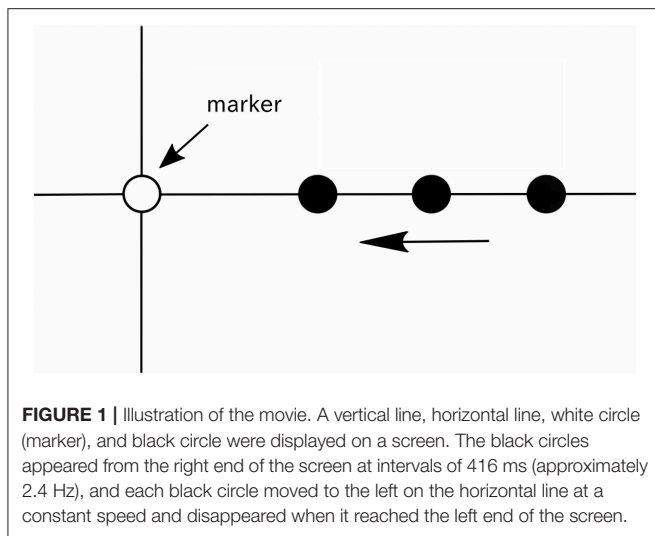 marker
FIGURE 1 | Illustration of the movie. A vertical line, horizontal line, white circle
(marker), and black circle were displayed on a screen. The black circles
appeared from the right end of the screen at intervals of 416 ms (approximately
2.4 Hz), and each black circle moved to the left on the horizontal line at a
constant speed and disappeared when it reached the left end of the screen.